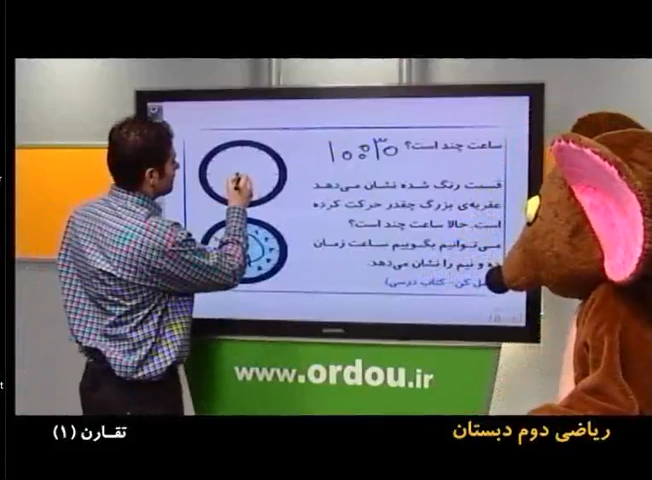 ساعت چند است؟ ۱۰:۳۰
قسمت رنگ شده نشان می‌دهد
عقربه‌ی بزرگ چقدر حرکت کرده
است. حالا ساعت چند است؟
می‌توانیم بگوییم ساعت زمان
ده و نیم را نشان می‌دهد.
کن- کتاب درسی)
www.ordou.ir
ریاضی دوم دبستان
تقارن (۱)